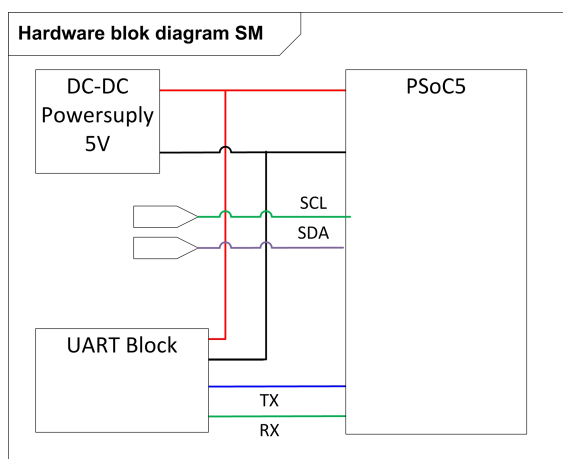 Hardware blok diagram SM
DC-DC
Powersuply
5V
PSoC5
SCL
SDA
UART Block
TX
RX